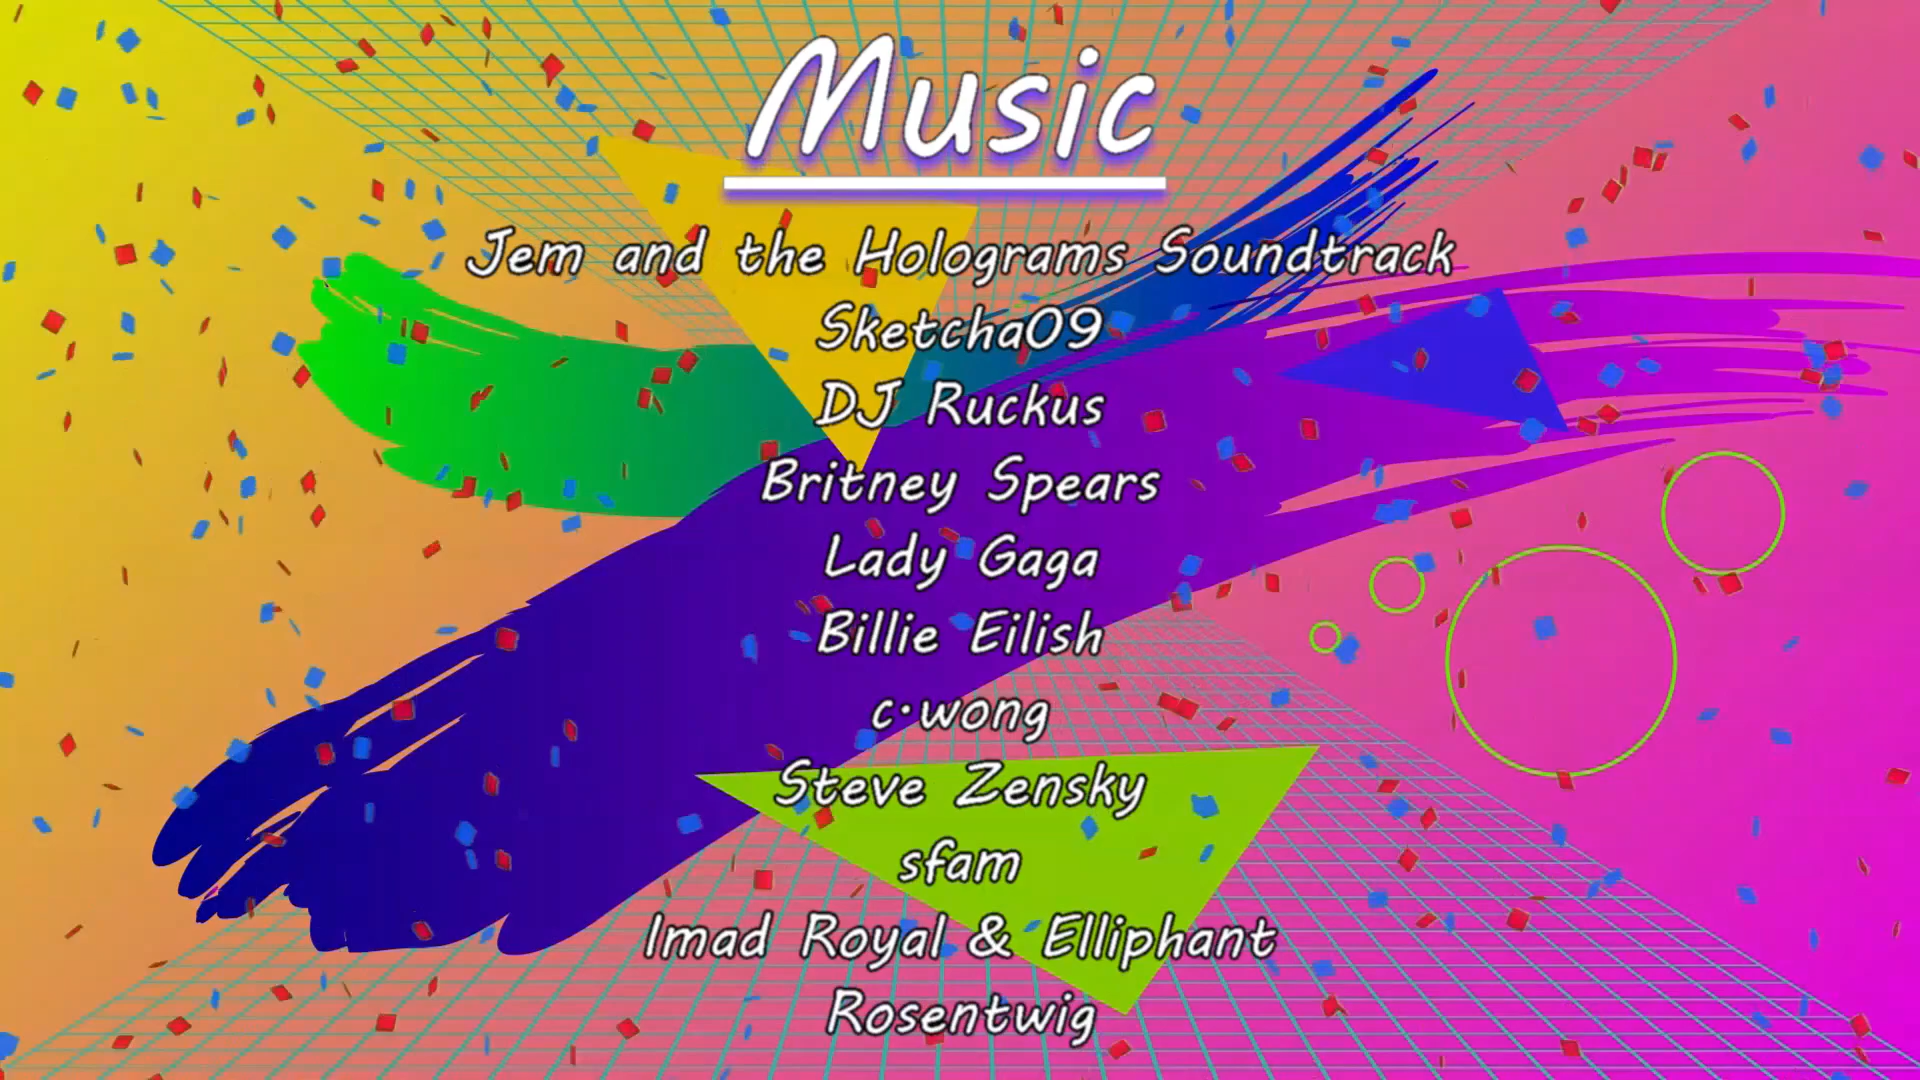 Music
Jem and the Holograms Soundtrack
Sketcha09
DJ Ruckus
Britney Spears
Lady Gaga
Billie Eilish
c·wong
Steve Zensky
sfam
Imad Royal & Elliphant
Rosentwig